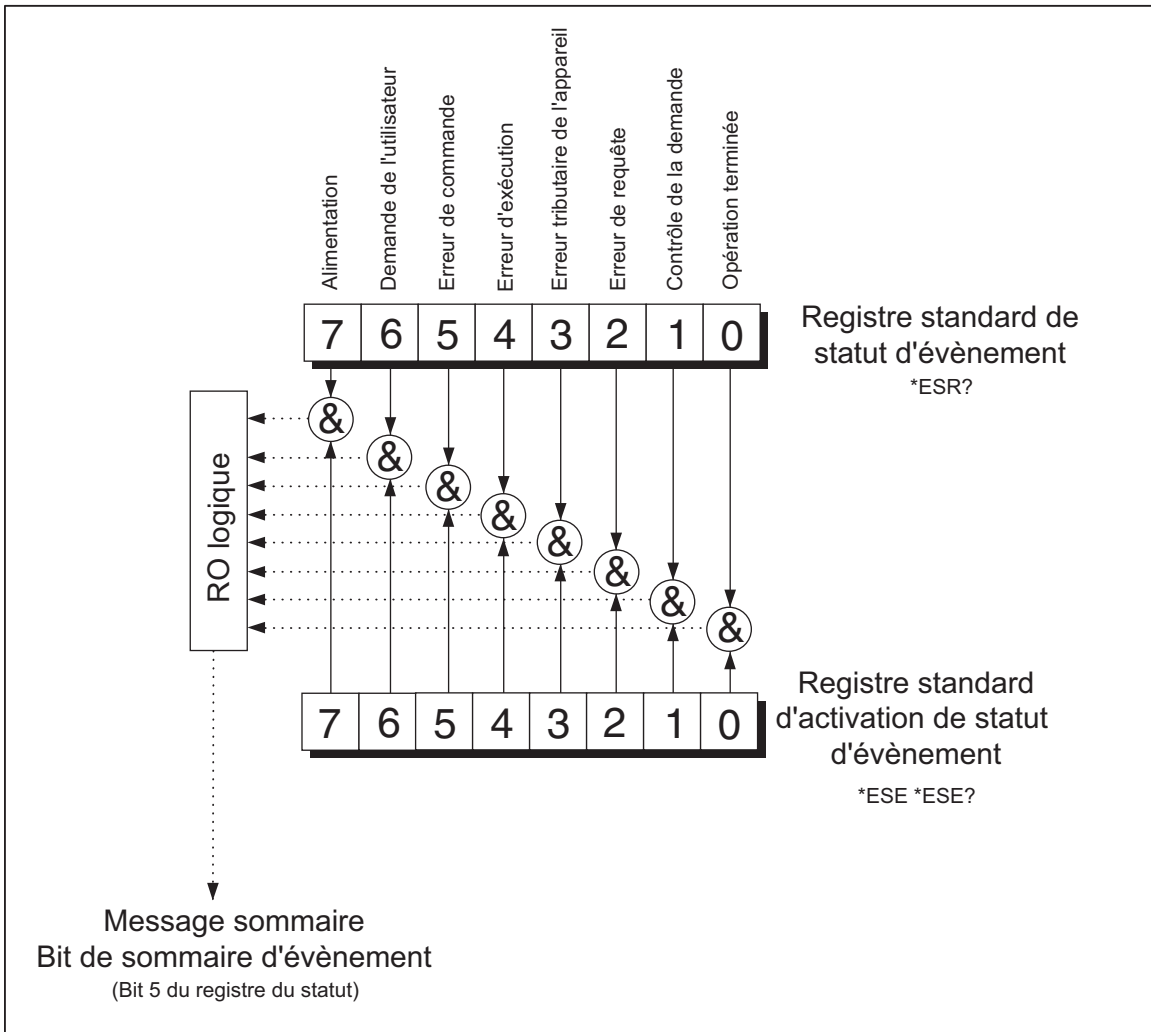 Alimentation
Demande de l'utilisateur
Erreur de commande
Erreur d'exécution
Erreur tributaire de l'appareil
Erreur de requête
Contrôle de la demande
Opération terminée
7 6 5 4 3 2 1 0
Registre standard de
statut d'évènement
*ESR?
&
&
&
&
&
&
&
&
RO logique
7 6 5 4 3 2 1 0
Registre standard
d'activation de statut
d'évènement
*ESE *ESE?
Message sommaire
Bit de sommaire d'évènement
(Bit 5 du registre du statut)